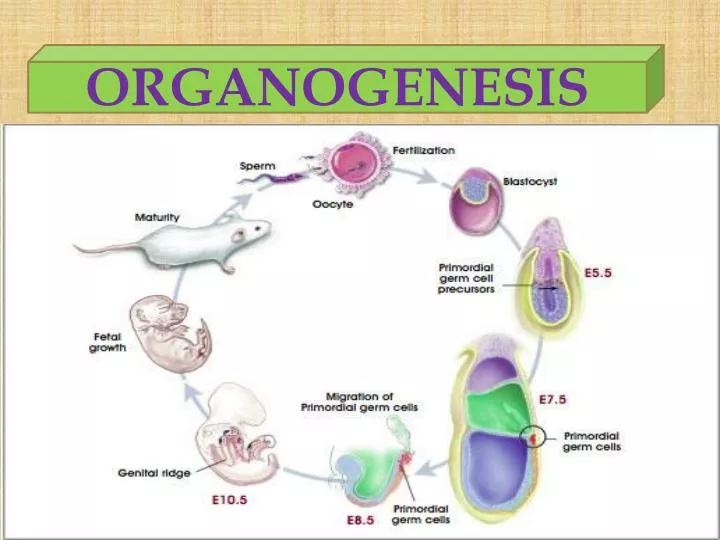 ORGANOGENESIS
Fertilization
Sperm
Oocyte
Blastocyst
Maturity
Primordial
germ cell
precursors
E5.5
Fetal
growth
Migration of
Primordial germ cells
E7.5
Primordial
germ cells
Genital ridge
E10.5
E8.5
Primordial
germ cells